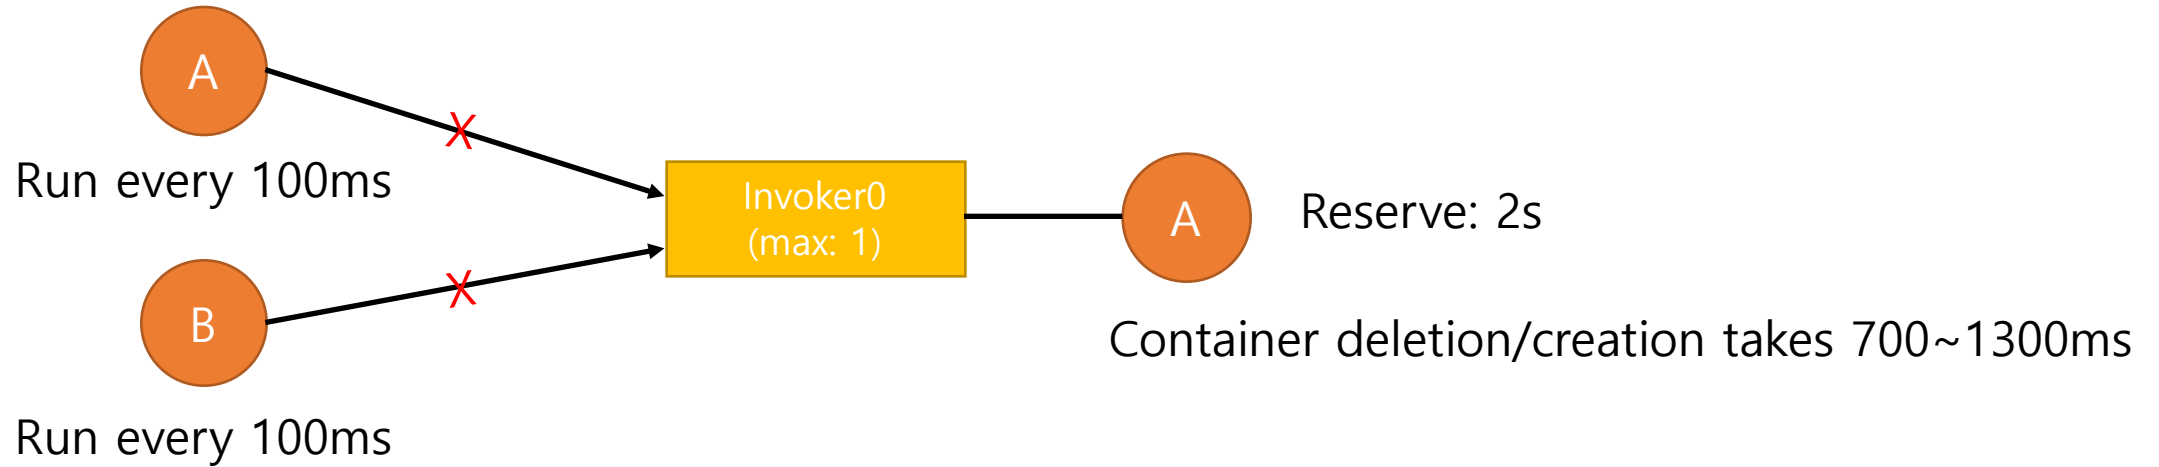 A
Run every 100ms
X
Invoker0
(max: 1)
A
Reserve: 2s
B
X
Container deletion/creation takes 700~1300ms
Run every 100ms